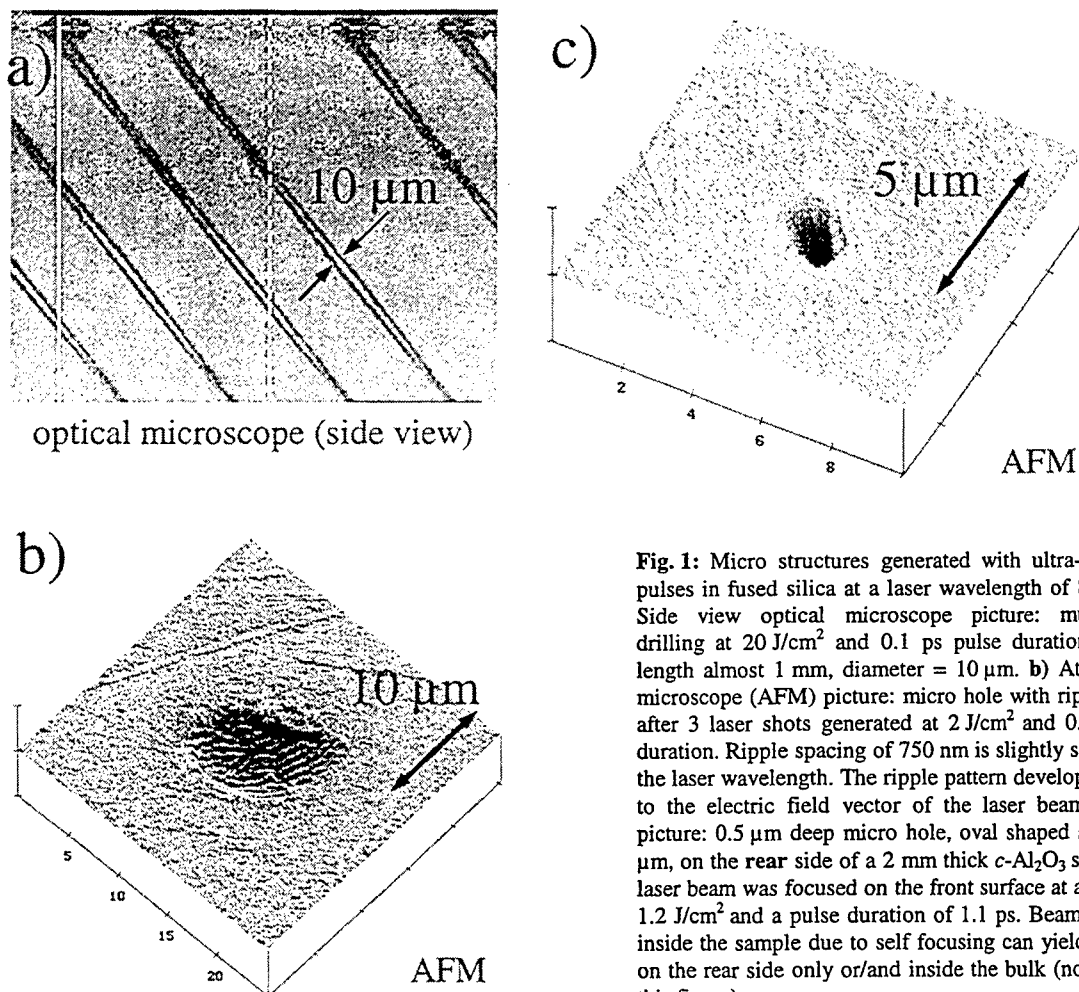 a)
10 µm
optical microscope (side view)
c)
5 µm
2
4
6
8
AFM
b)
10 µm
5
10
15
20
AFM
Fig. 1: Micro structures generated with ultra-
pulses in fused silica at a laser wavelength of
Side view optical microscope picture:
drilling at 20 J/cm² and 0.1 ps pulse duration
length almost 1 mm, diameter = 10 µm. b) At
microscope (AFM) picture: micro hole with rip
after 3 laser shots generated at 2 J/cm² and 0.
duration. Ripple spacing of 750 nm is slightly s
the laser wavelength. The ripple pattern develop
to the electric field vector of the laser beam
picture: 0.5 µm deep micro hole, oval shaped
µm, on the rear side of a 2 mm thick c-Al₂O₃ s
laser beam was focused on the front surface at a
1.2 J/cm² and a pulse duration of 1.1 ps. Beam
inside the sample due to self focusing can yield
on the rear side only or/and inside the bulk (no